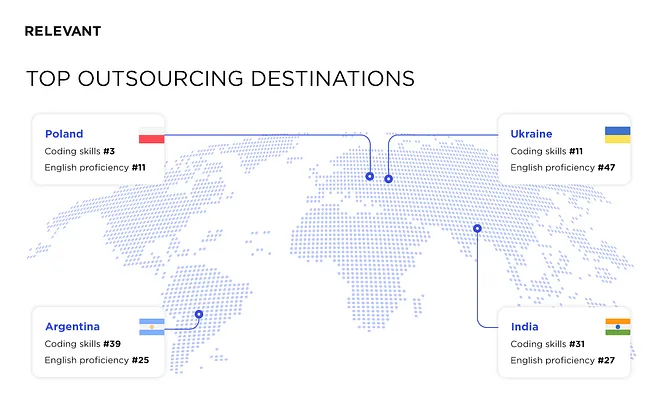 RELEVANT
TOP OUTSOURCING DESTINATIONS
Poland
Coding skills #3
English proficiency #11
Ukraine
Coding skills #11
English proficiency #47
Argentina
Coding skills #39
English proficiency #25
India
Coding skills #31
English proficiency #27